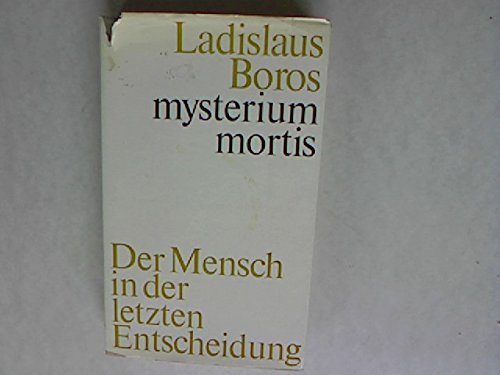 Ladislaus
Boros
mysterium
mortis
Der Mensch
in der
letzten
Entscheidung